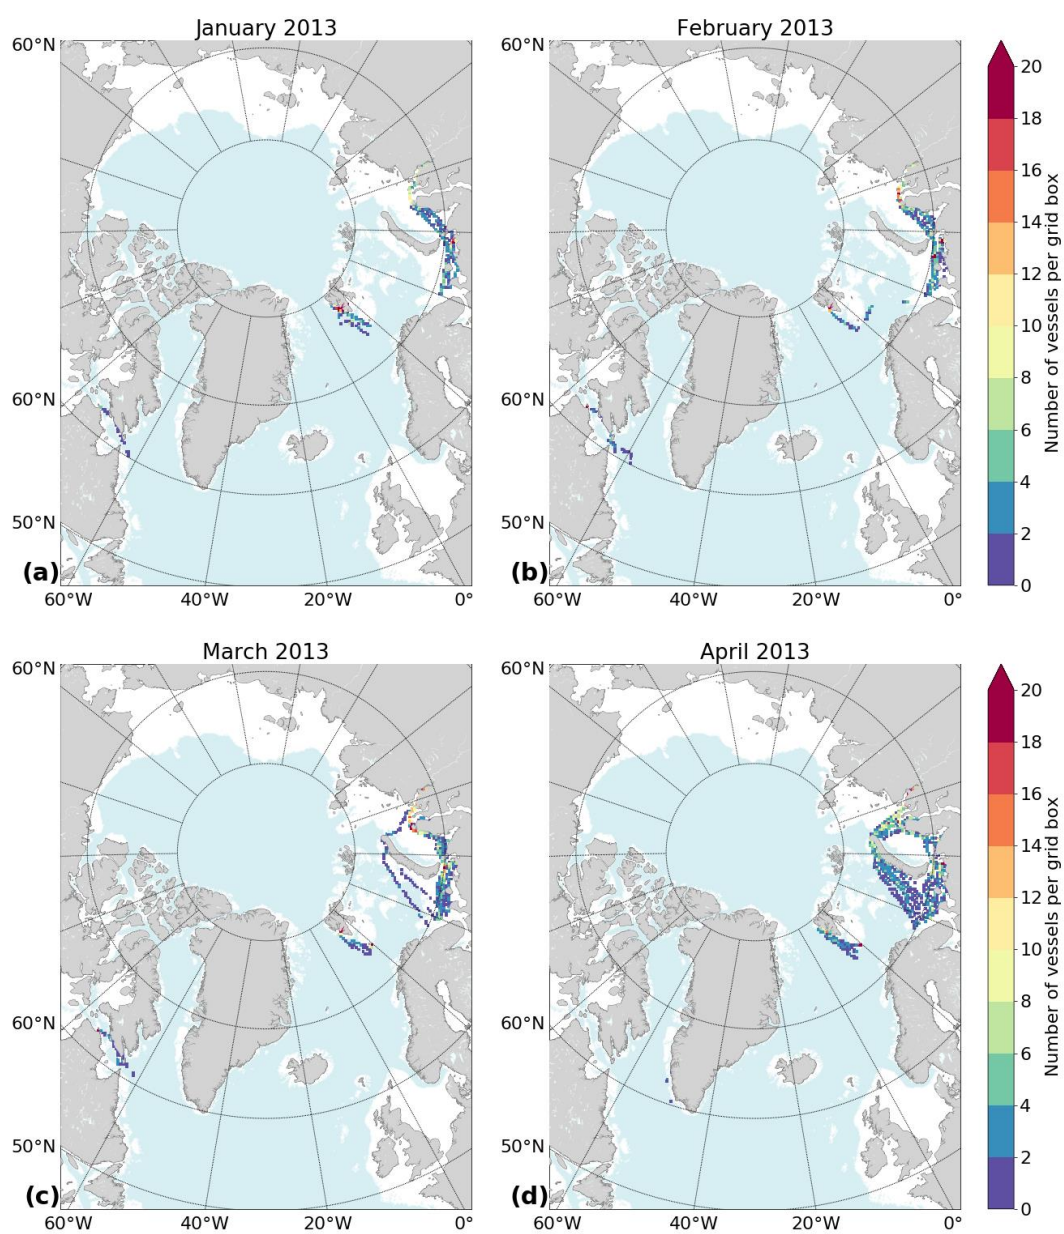 January 2013
February 2013
60°N
60°N
60°N
60°N
50°N
50°N
(a)
(b)
60°W
40°W
20°W
0°
60°W
40°W
20°W
0°
20
18
16
14
12
10
8
6
4
2
0
Number of vessels per grid box
March 2013
April 2013
60°N
60°N
60°N
60°N
50°N
50°N
(c)
(d)
60°W
40°W
20°W
0°
60°W
40°W
20°W
0°
20
18
16
14
12
10
8
6
4
2
0
Number of vessels per grid box